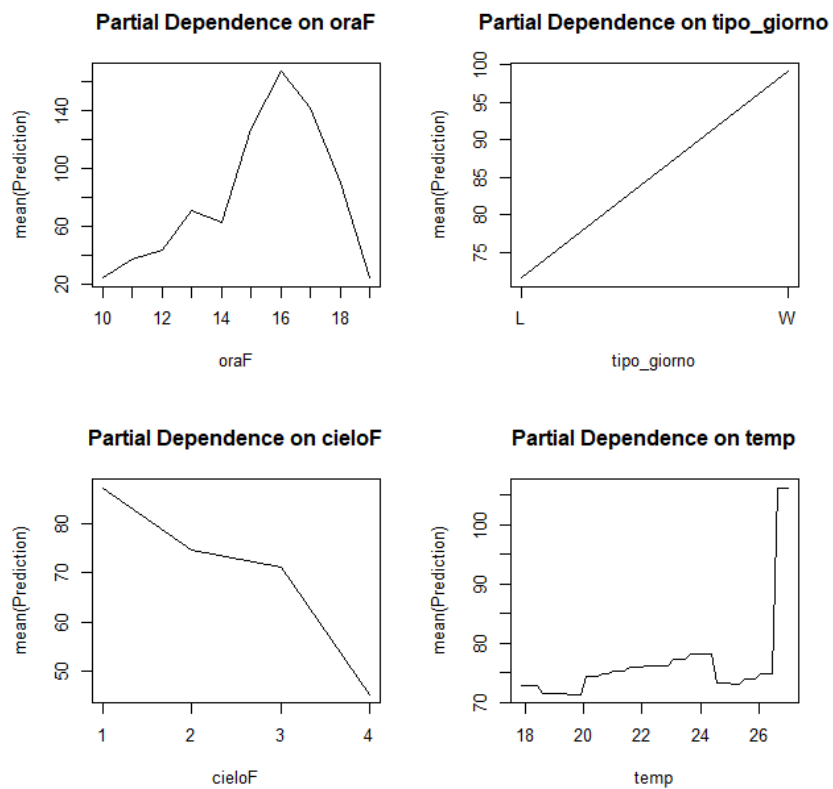 Partial Dependence on oraF
mean(Prediction)
20 60 100 140
10 12 14 16 18
oraF
Partial Dependence on tipo_giorno
mean(Prediction)
75 80 85 90 95 100
L W
tipo_giorno
Partial Dependence on cieloF
mean(Prediction)
50 60 70 80
1 2 3 4
cieloF
Partial Dependence on temp
mean(Prediction)
70 80 90 100
18 20 22 24 26
temp